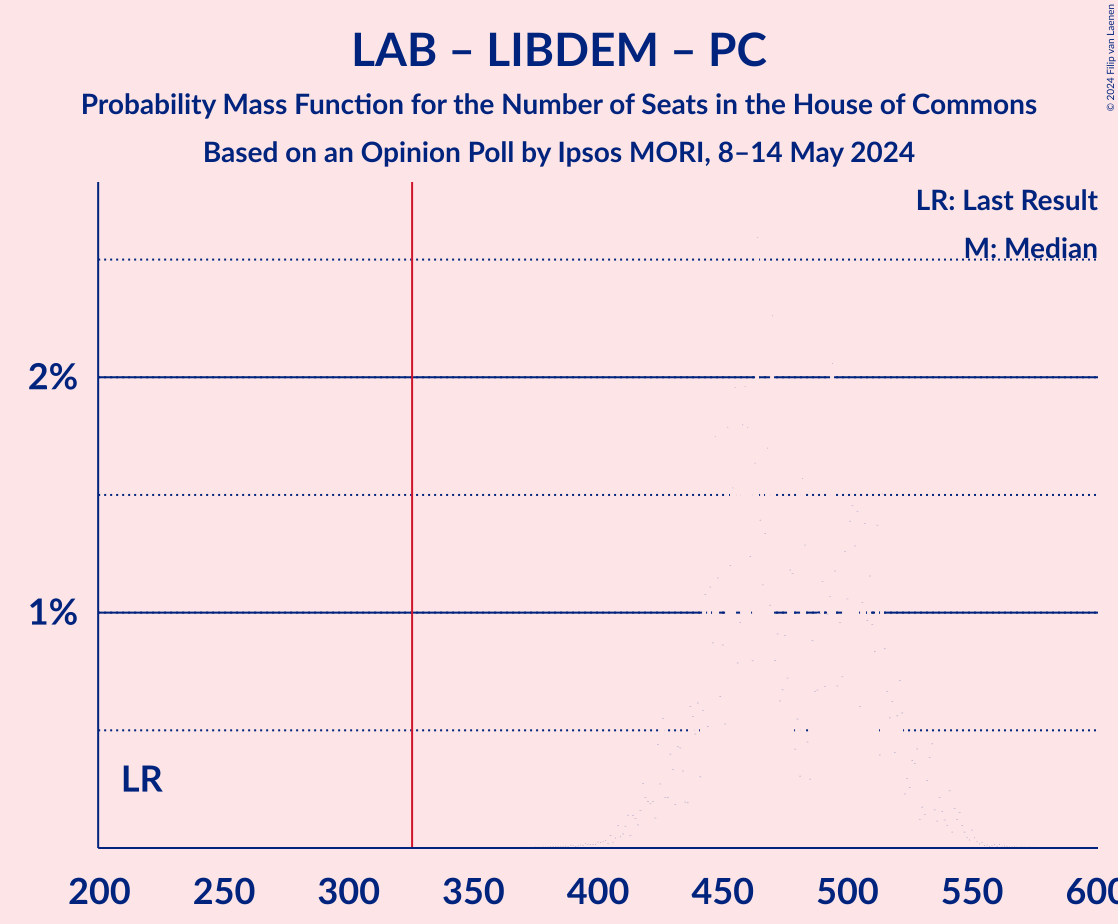 LAB – LIBDEM – PC
Probability Mass Function for the Number of Seats in the House of Commons
Based on an Opinion Poll by Ipsos MORI, 8–14 May 2024
© 2024 Filip van Laenen
LR: Last Result
M: Median
2%
1%
LR
200 250 300 350 400 450 500 550 600